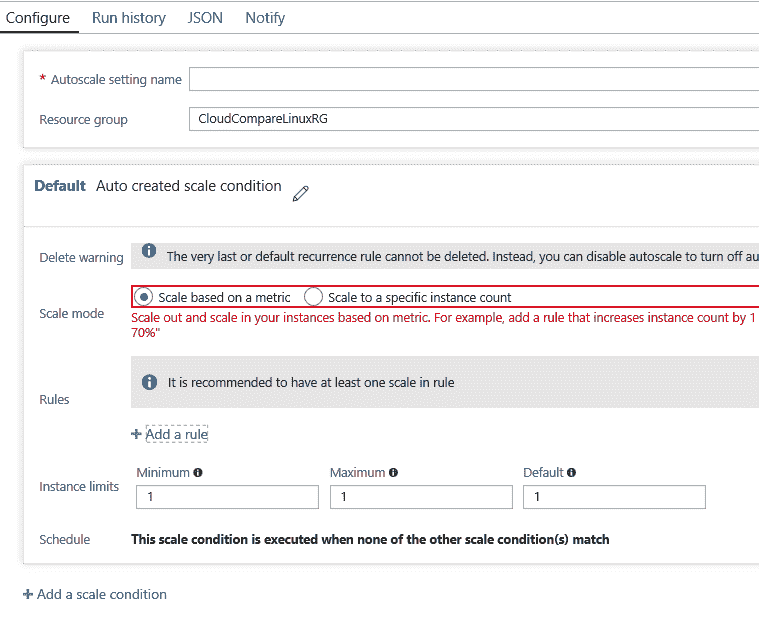 Configure Run history JSON Notify
* Autoscale setting name
Resource group CloudCompareLinuxRG
Default Auto created scale condition
Delete warning The very last or default recurrence rule cannot be deleted. Instead, you can disable autoscale to turn off au
Scale mode Scale based on a metric Scale to a specific instance count
Scale out and scale in your instances based on metric. For example, add a rule that increases instance count by 1
70%"
It is recommended to have at least one scale in rule
Rules
+ Add a rule
Minimum Maximum Default
Instance limits 1 1 1
Schedule This scale condition is executed when none of the other scale condition(s) match
+ Add a scale condition